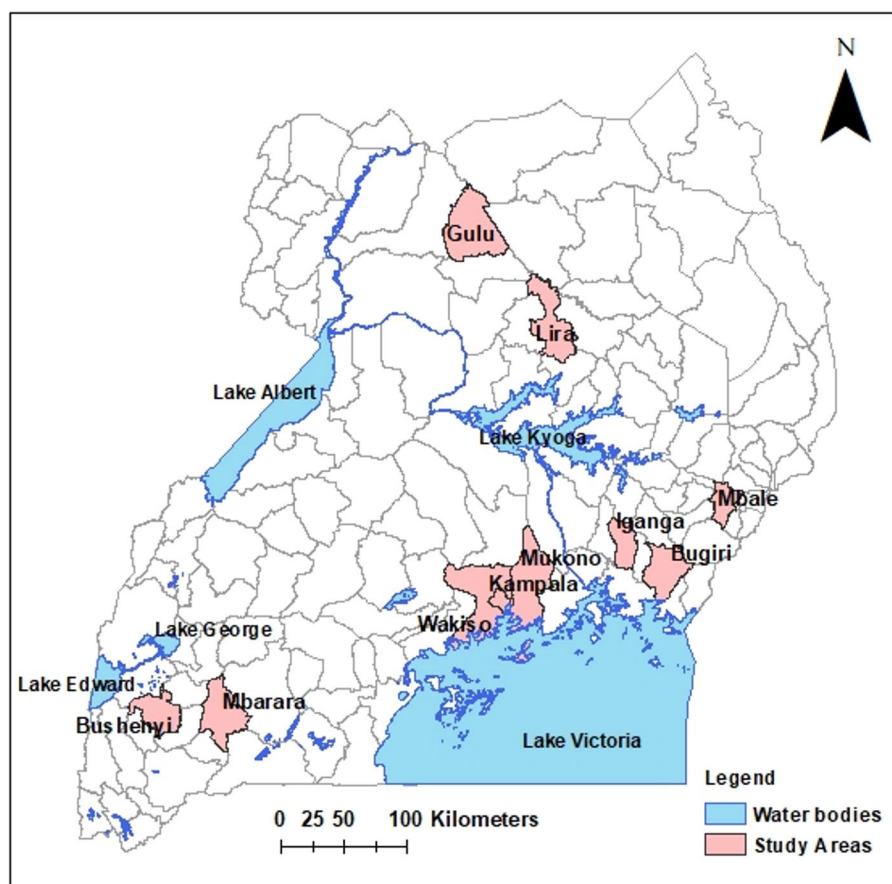 N
Gulu
Lira
Lake Albert
Lake Kyoga
Mbale
Iganga
Bugiri
Mukono
Kampala
Wakiso
Lake George
Lake Edward
Mbarara
Bushenyi
Lake Victoria
Legend
Water bodies
Study Areas
0 25 50 100 Kilometers